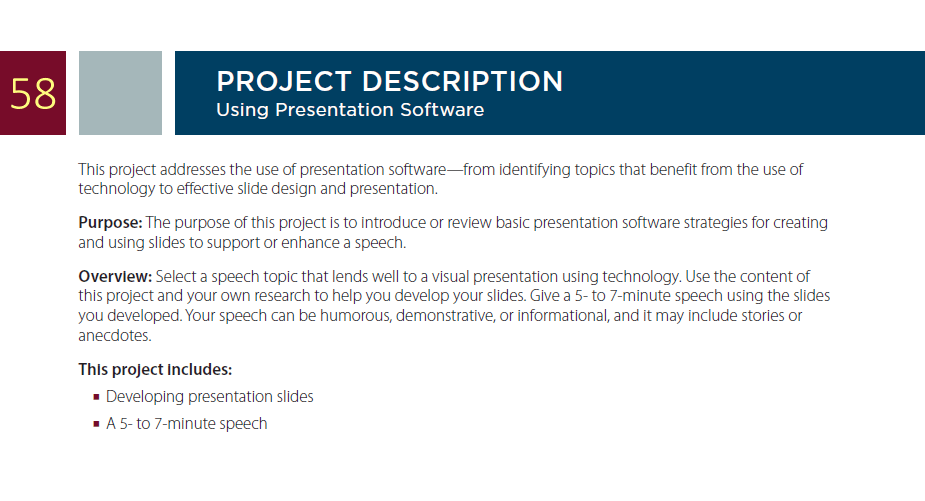 58
PROJECT DESCRIPTION
Using Presentation Software
This project addresses the use of presentation software—from identifying topics that benefit from the use of
technology to effective slide design and presentation.
Purpose: The purpose of this project is to introduce or review basic presentation software strategies for creating
and using slides to support or enhance a speech.
Overview: Select a speech topic that lends well to a visual presentation using technology. Use the content of
this project and your own research to help you develop your slides. Give a 5- to 7-minute speech using the slides
you developed. Your speech can be humorous, demonstrative, or informational, and it may include stories or
anecdotes.
This project includes:
▪ Developing presentation slides
▪ A 5- to 7-minute speech